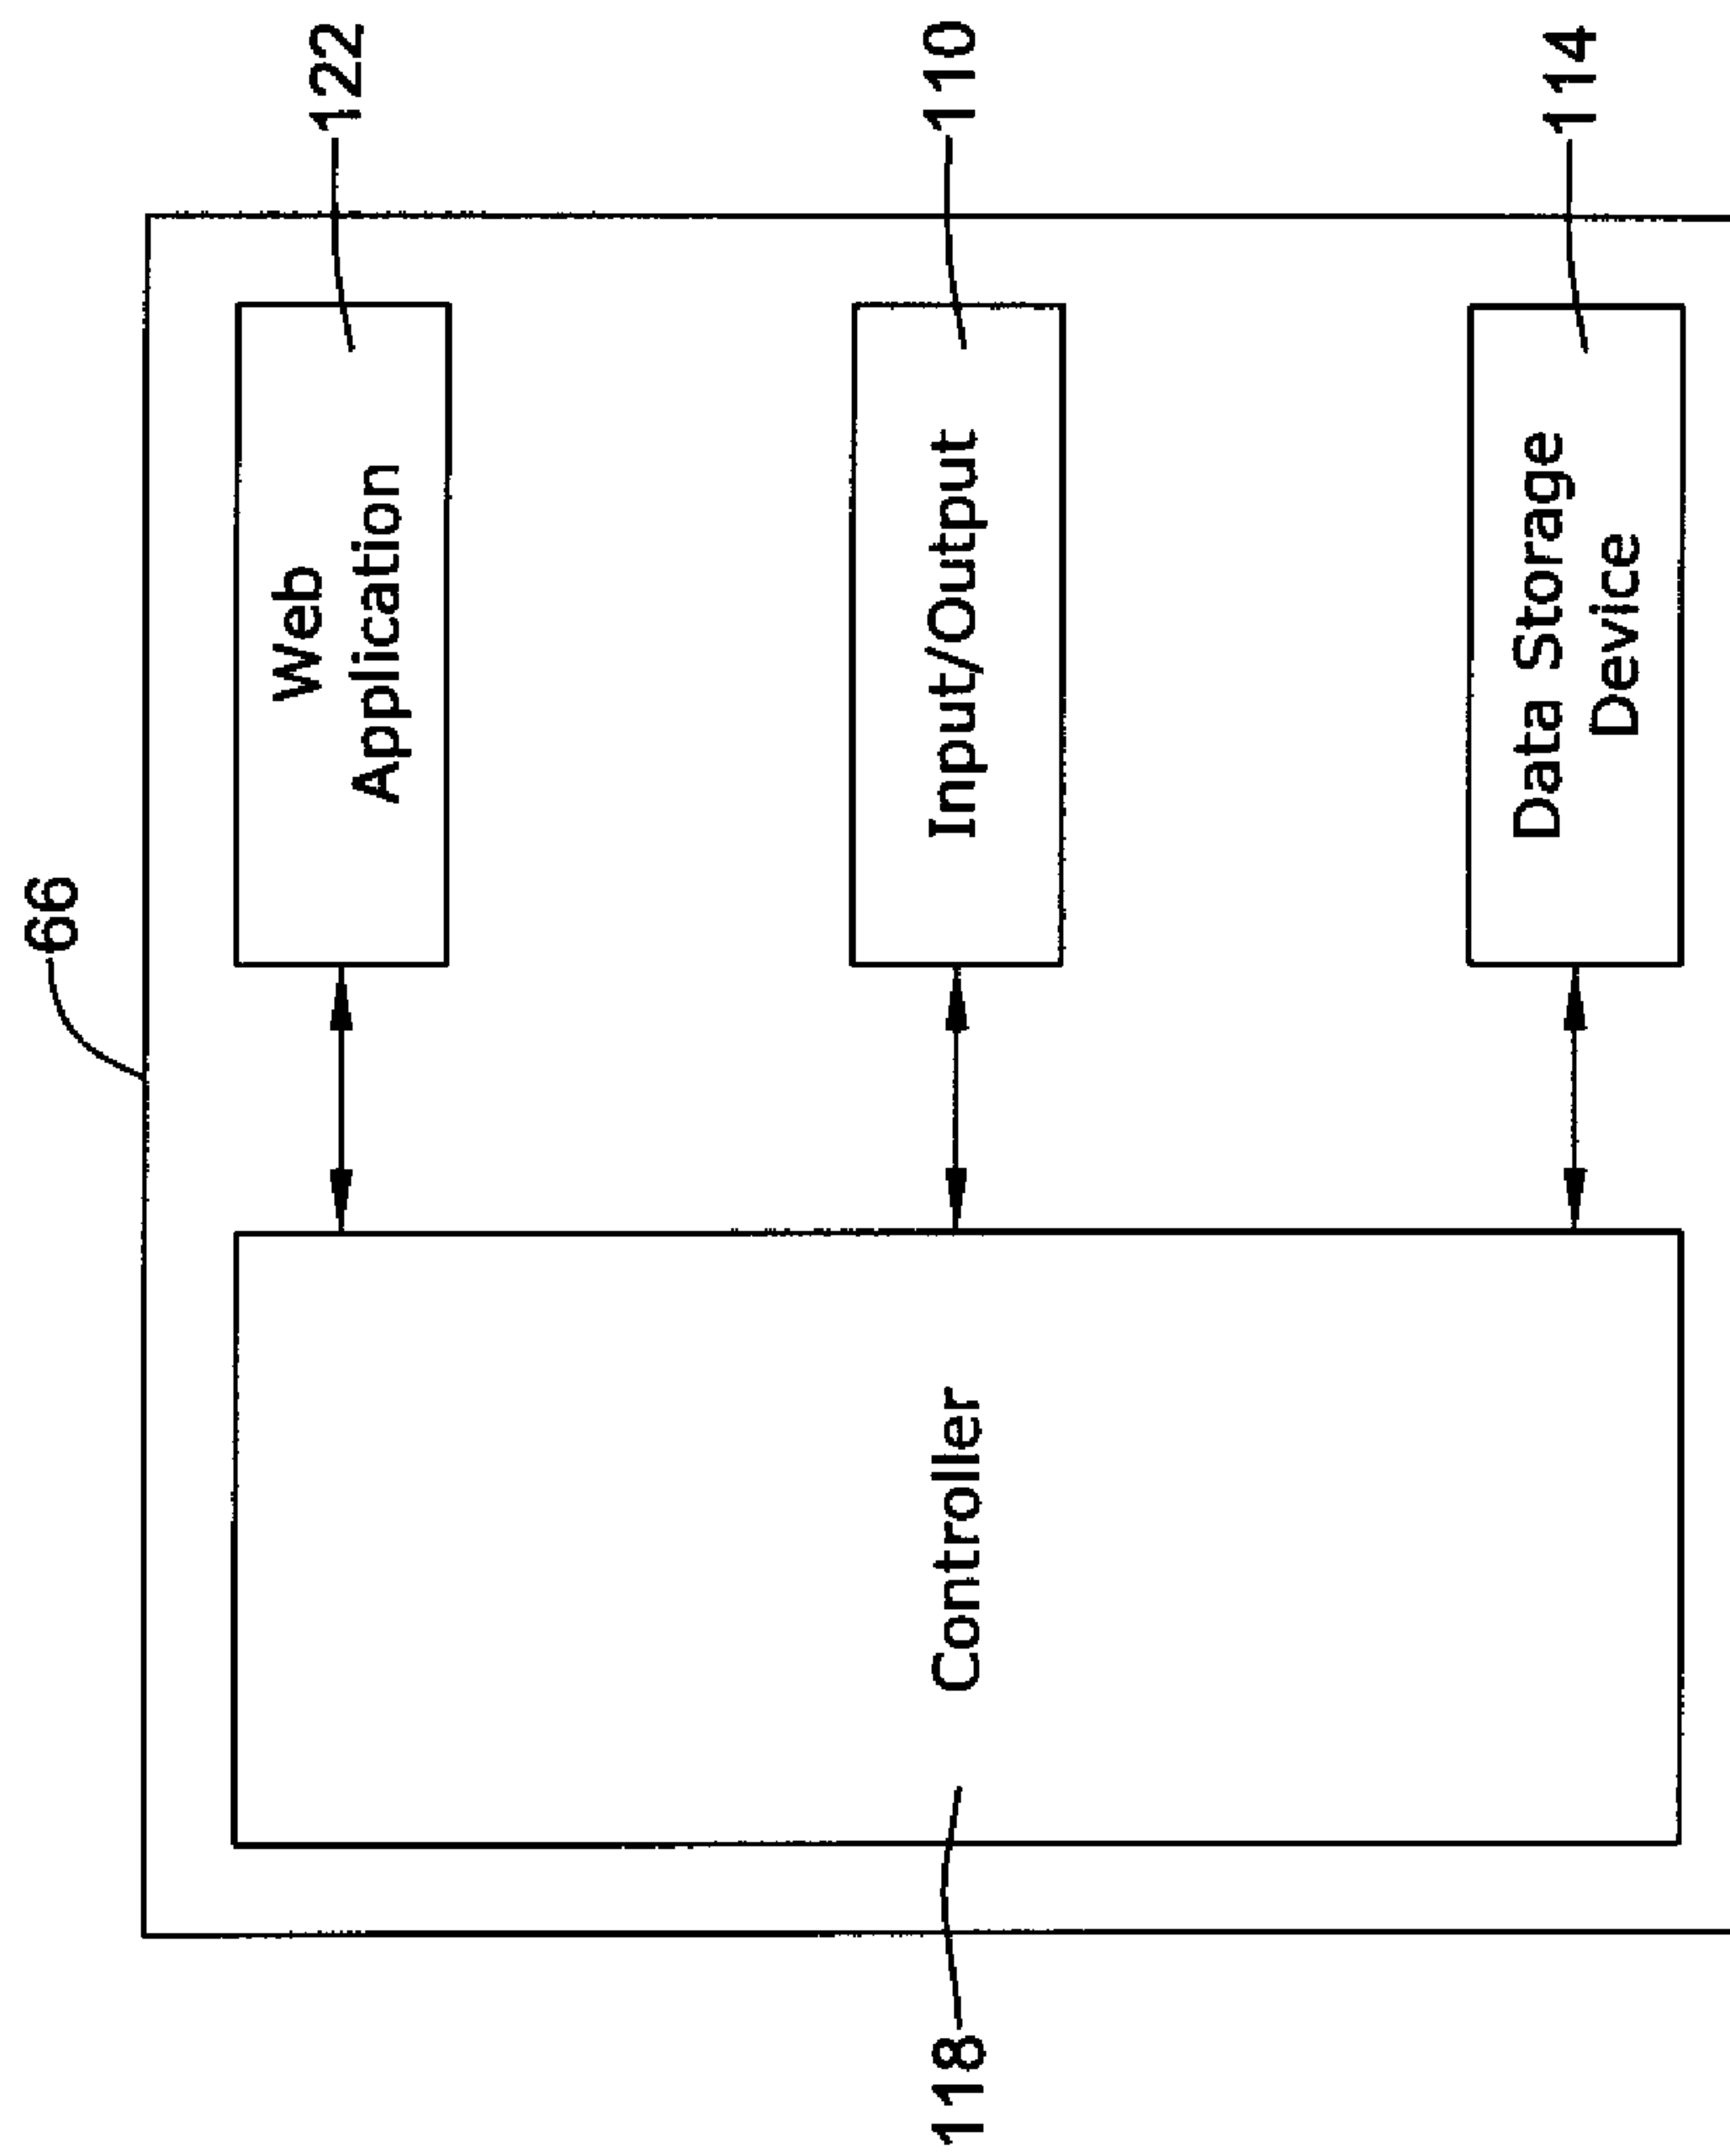 66
122
Web
Application
110
Input/Output
118
Controller
114
Data Storage
Device